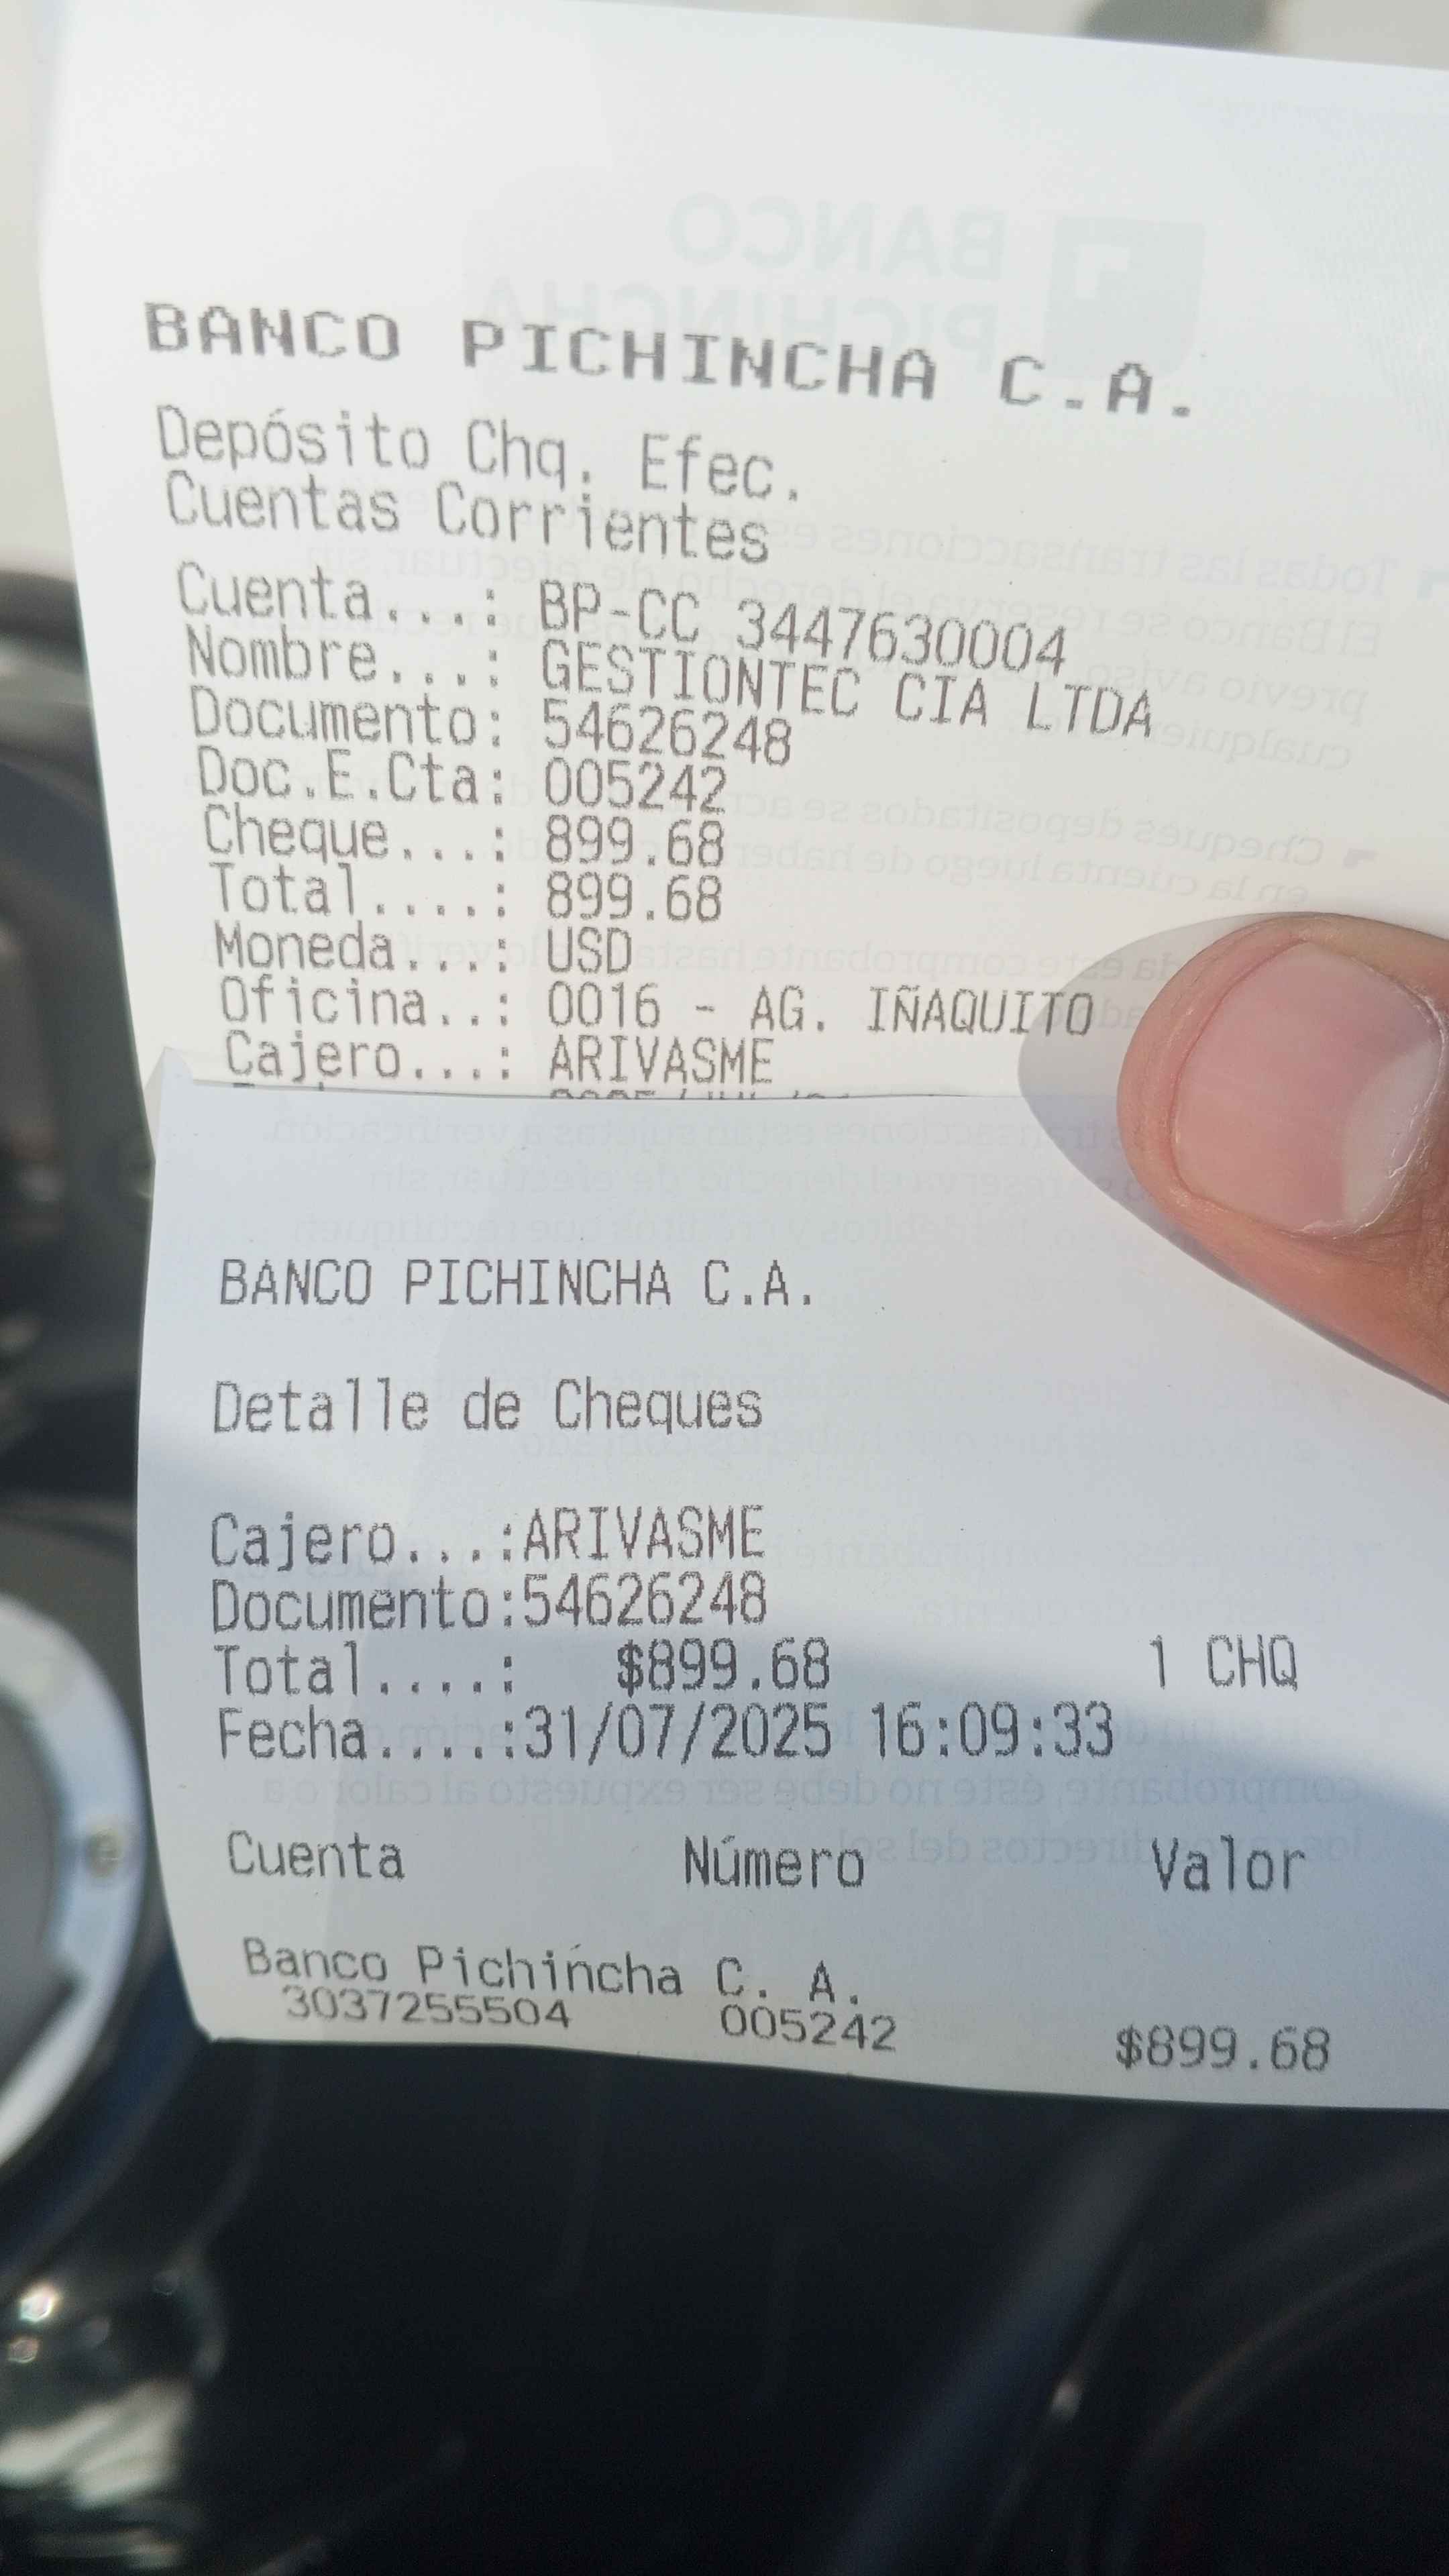 BANCO PICHINCHA C.A.
Depósito Chq. Efec.
Cuentas Corrientes
Cuenta...: BP-CC 3447630004
Nombre...: GESTIONTEC CIA LTDA
Documento: 54626248
Doc.E.Cta: 005242
Cheque...: 899.68
Total....: 899.68
Moneda...: USD
Oficina..: 0016 - AG. IÑAQUITO
Cajero...: ARIVASME
BANCO PICHINCHA C.A.
Detalle de Cheques
Cajero...:ARIVASME
Documento:54626248
Total....: $899.68 1 CHQ
Fecha....:31/07/2025 16:09:33
Cuenta Número Valor
Banco Pichincha C. A.
3037255504 005242 $899.68